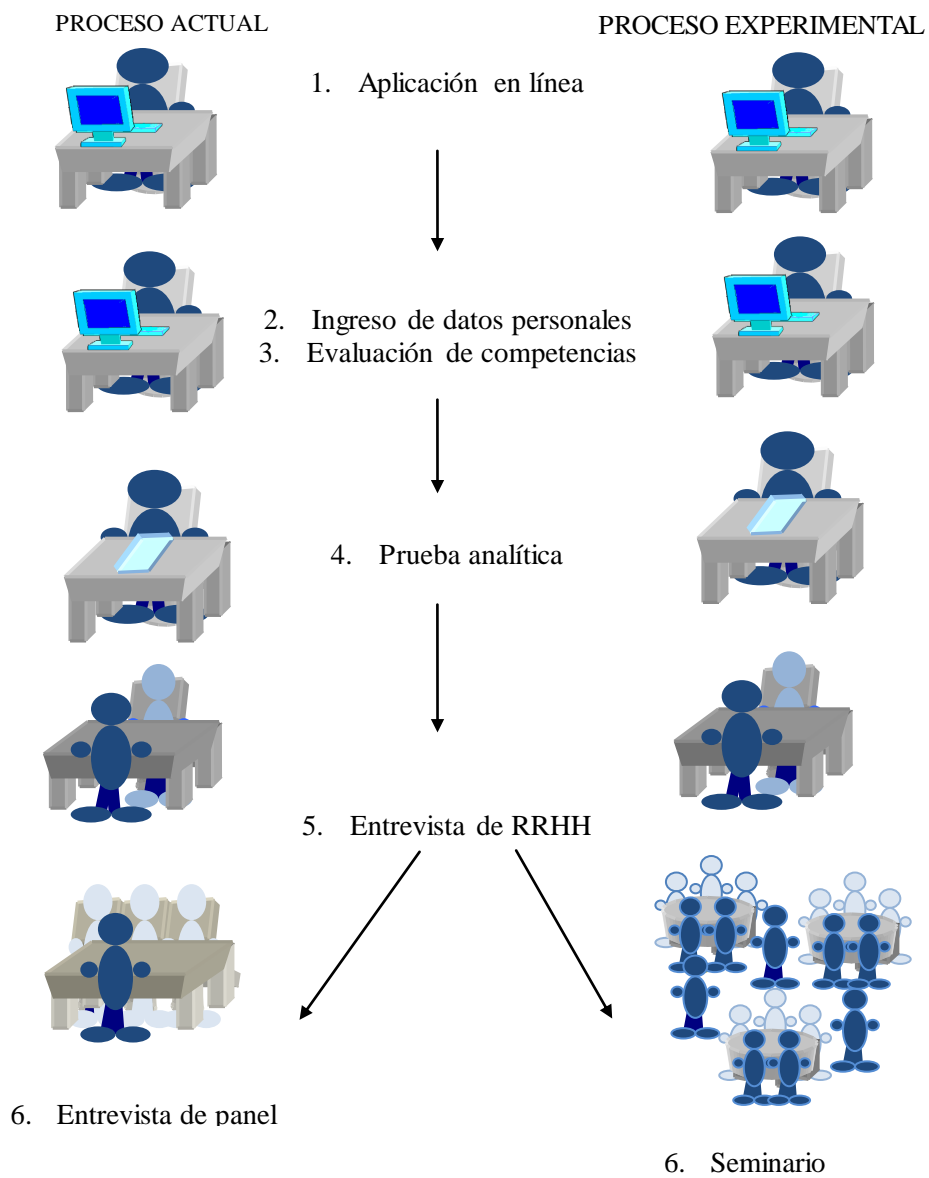 PROCESO ACTUAL
PROCESO EXPERIMENTAL
1. Aplicación en línea
2. Ingreso de datos personales
3. Evaluación de competencias
4. Prueba analítica
5. Entrevista de RRHH
6. Entrevista de panel
6. Seminario